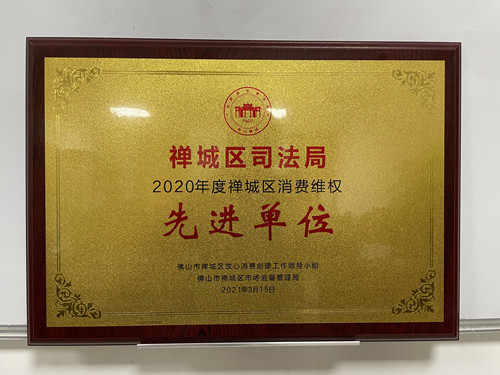 禅城区司法局
2020年度禅城区消费维权
先进单位
佛山市禅城区放心消费创建工作领导小组
佛山市禅城区市场监督管理局
2021年3月15日